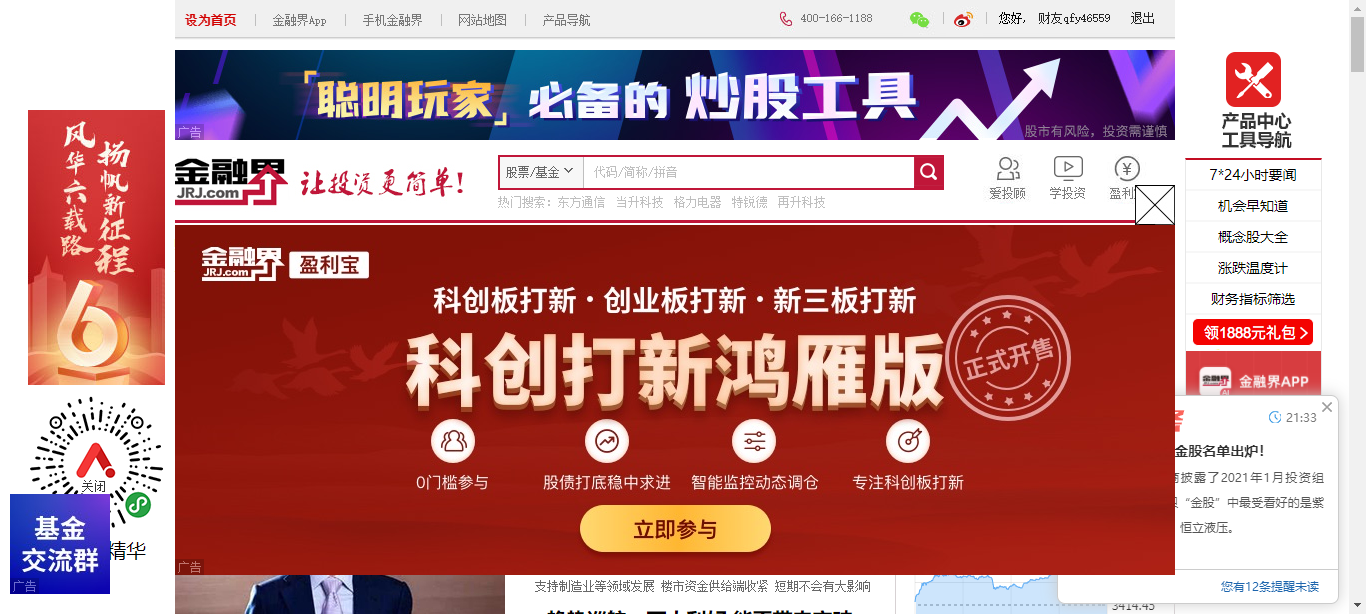 设为首页 金融界App 手机金融界 网站地图 产品导航 400-166-1188 您好, 财友qfy46559 退出
聪明玩家 必备的 炒股工具
广告 股市有风险，投资需谨慎
风华六载路
扬帆新征程
6
金融界
JRJ.com
让投资更简单!
股票/基金 代码/简称/拼音
热门搜索: 东方通信 当升科技 格力电器 特锐德 再升科技
爱投顾 学投资 盈利
产品中心
工具导航
7*24小时要闻
机会早知道
概念股大全
涨跌温度计
财务指标筛选
领1888元礼包
金融界APP
金融界
JRJ.com
盈利宝
科创板打新·创业板打新·新三板打新
科创打新鸿雁版
正式开售
0门槛参与 股债打底稳中求进 智能监控动态调仓 专注科创板打新
立即参与
广告
关闭
基金
交流群
精华
广告
21:33
金股名单出炉!
披露了2021年1月投资组
“金股”中最受看好的是紫
恒立液压。
您有12条提醒未读
支持制造业等领域发展 楼市资金供给端收紧 短期不会有大影响
3414.45